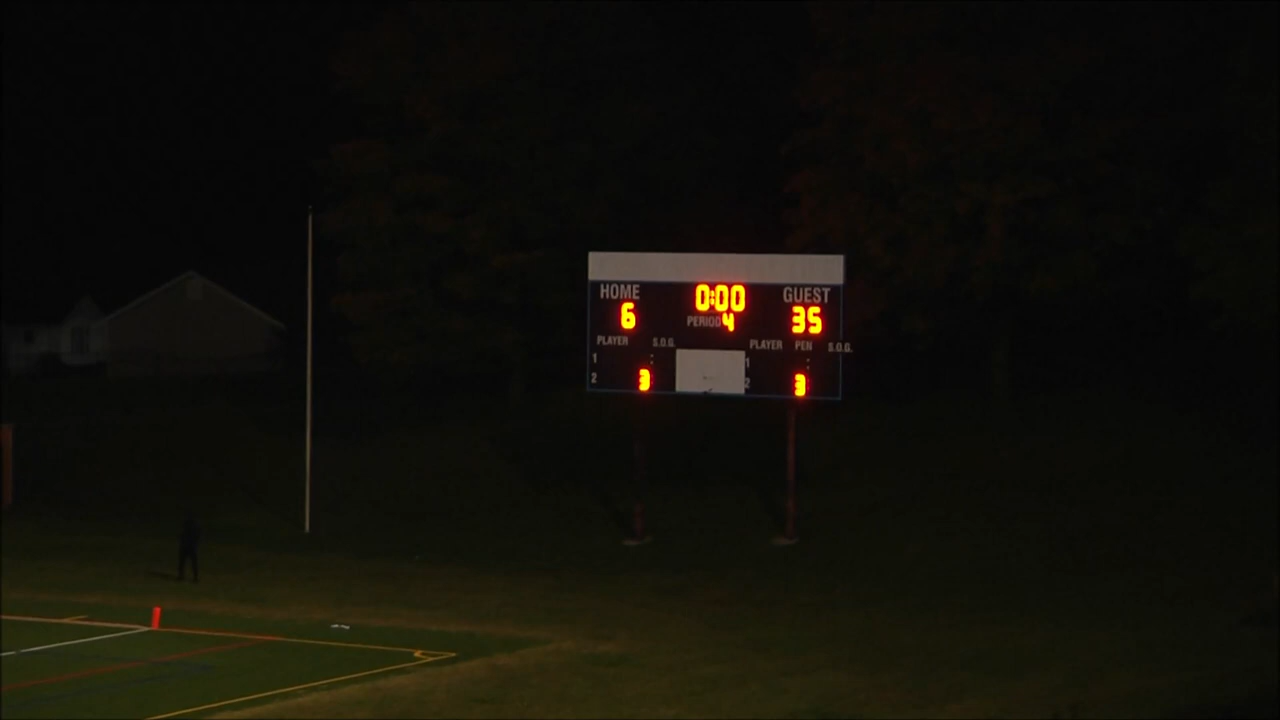 HOME 0:00 GUEST
6 PERIOD 4 35
PLAYER S.O.G. PLAYER PEN S.O.G.
1 1
2 3 2 3